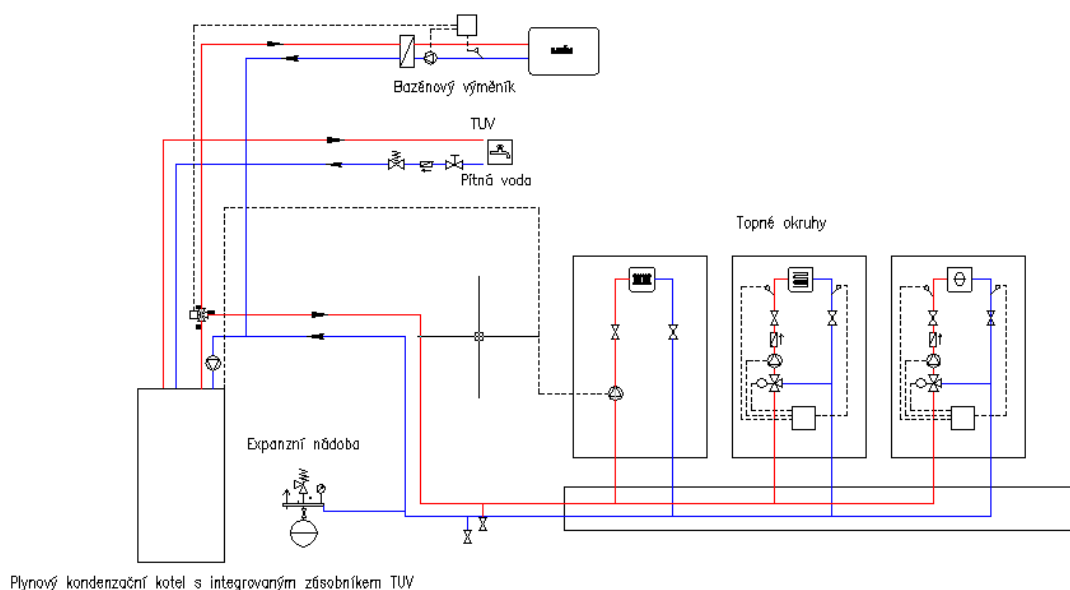 Bazénový výměník
TUV
Pitná voda
Topné okruhy
Expanzní nádoba
Plynový kondenzační kotel s integrovaným zásobníkem TUV